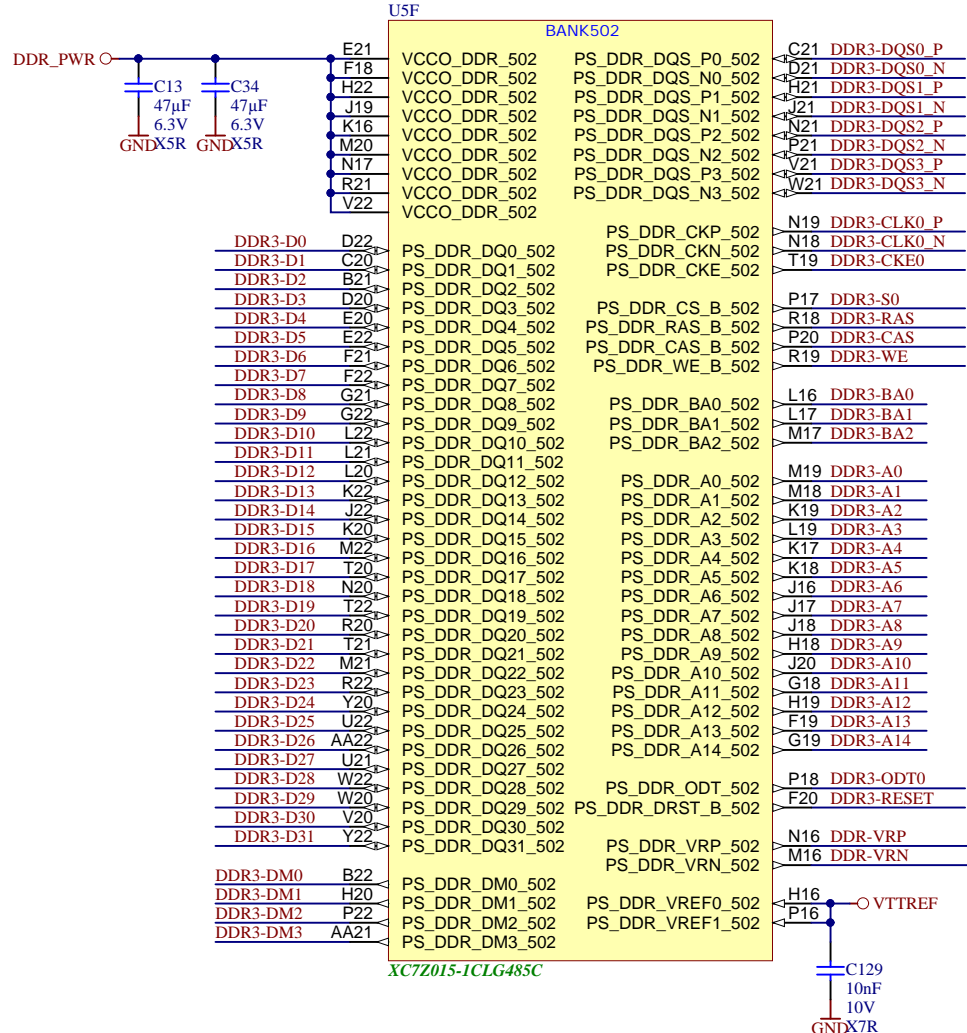 U5F
BANK502
DDR_PWR
C13
47µF
6.3V
X5R
GND
C34
47µF
6.3V
X5R
GND
E21 VCCO_DDR_502
F18 VCCO_DDR_502
H22 VCCO_DDR_502
J19 VCCO_DDR_502
K16 VCCO_DDR_502
M20 VCCO_DDR_502
N17 VCCO_DDR_502
R21 VCCO_DDR_502
V22 VCCO_DDR_502
DDR3-D0 D22 PS_DDR_DQ0_502
DDR3-D1 C20 PS_DDR_DQ1_502
DDR3-D2 B21 PS_DDR_DQ2_502
DDR3-D3 D20 PS_DDR_DQ3_502
DDR3-D4 E20 PS_DDR_DQ4_502
DDR3-D5 E22 PS_DDR_DQ5_502
DDR3-D6 F21 PS_DDR_DQ6_502
DDR3-D7 F22 PS_DDR_DQ7_502
DDR3-D8 G21 PS_DDR_DQ8_502
DDR3-D9 G22 PS_DDR_DQ9_502
DDR3-D10 L22 PS_DDR_DQ10_502
DDR3-D11 L21 PS_DDR_DQ11_502
DDR3-D12 L20 PS_DDR_DQ12_502
DDR3-D13 K22 PS_DDR_DQ13_502
DDR3-D14 J22 PS_DDR_DQ14_502
DDR3-D15 K20 PS_DDR_DQ15_502
DDR3-D16 M22 PS_DDR_DQ16_502
DDR3-D17 T20 PS_DDR_DQ17_502
DDR3-D18 N20 PS_DDR_DQ18_502
DDR3-D19 T22 PS_DDR_DQ19_502
DDR3-D20 R20 PS_DDR_DQ20_502
DDR3-D21 T21 PS_DDR_DQ21_502
DDR3-D22 M21 PS_DDR_DQ22_502
DDR3-D23 R22 PS_DDR_DQ23_502
DDR3-D24 Y20 PS_DDR_DQ24_502
DDR3-D25 U22 PS_DDR_DQ25_502
DDR3-D26 AA22 PS_DDR_DQ26_502
DDR3-D27 U21 PS_DDR_DQ27_502
DDR3-D28 W22 PS_DDR_DQ28_502
DDR3-D29 W20 PS_DDR_DQ29_502
DDR3-D30 V20 PS_DDR_DQ30_502
DDR3-D31 Y22 PS_DDR_DQ31_502
DDR3-DM0 B22 PS_DDR_DM0_502
DDR3-DM1 H20 PS_DDR_DM1_502
DDR3-DM2 P22 PS_DDR_DM2_502
DDR3-DM3 AA21 PS_DDR_DM3_502
PS_DDR_DQS_P0_502 C21 DDR3-DQS0_P
PS_DDR_DQS_N0_502 D21 DDR3-DQS0_N
PS_DDR_DQS_P1_502 H21 DDR3-DQS1_P
PS_DDR_DQS_N1_502 J21 DDR3-DQS1_N
PS_DDR_DQS_P2_502 N21 DDR3-DQS2_P
PS_DDR_DQS_N2_502 P21 DDR3-DQS2_N
PS_DDR_DQS_P3_502 V21 DDR3-DQS3_P
PS_DDR_DQS_N3_502 W21 DDR3-DQS3_N
PS_DDR_CKP_502 N19 DDR3-CLK0_P
PS_DDR_CKN_502 N18 DDR3-CLK0_N
PS_DDR_CKE_502 T19 DDR3-CKE0
PS_DDR_CS_B_502 P17 DDR3-S0
PS_DDR_RAS_B_502 R18 DDR3-RAS
PS_DDR_CAS_B_502 P20 DDR3-CAS
PS_DDR_WE_B_502 R19 DDR3-WE
PS_DDR_BA0_502 L16 DDR3-BA0
PS_DDR_BA1_502 L17 DDR3-BA1
PS_DDR_BA2_502 M17 DDR3-BA2
PS_DDR_A0_502 M19 DDR3-A0
PS_DDR_A1_502 M18 DDR3-A1
PS_DDR_A2_502 K19 DDR3-A2
PS_DDR_A3_502 L19 DDR3-A3
PS_DDR_A4_502 K17 DDR3-A4
PS_DDR_A5_502 K18 DDR3-A5
PS_DDR_A6_502 J16 DDR3-A6
PS_DDR_A7_502 J17 DDR3-A7
PS_DDR_A8_502 J18 DDR3-A8
PS_DDR_A9_502 H18 DDR3-A9
PS_DDR_A10_502 J20 DDR3-A10
PS_DDR_A11_502 G18 DDR3-A11
PS_DDR_A12_502 H19 DDR3-A12
PS_DDR_A13_502 F19 DDR3-A13
PS_DDR_A14_502 G19 DDR3-A14
PS_DDR_ODT_502 P18 DDR3-ODT0
PS_DDR_DRST_B_502 F20 DDR3-RESET
PS_DDR_VRP_502 N16 DDR-VRP
PS_DDR_VRN_502 M16 DDR-VRN
PS_DDR_VREF0_502 H16 VTTREF
PS_DDR_VREF1_502 P16
C129
10nF
10V
X7R
GND
XC7Z015-1CLG485C